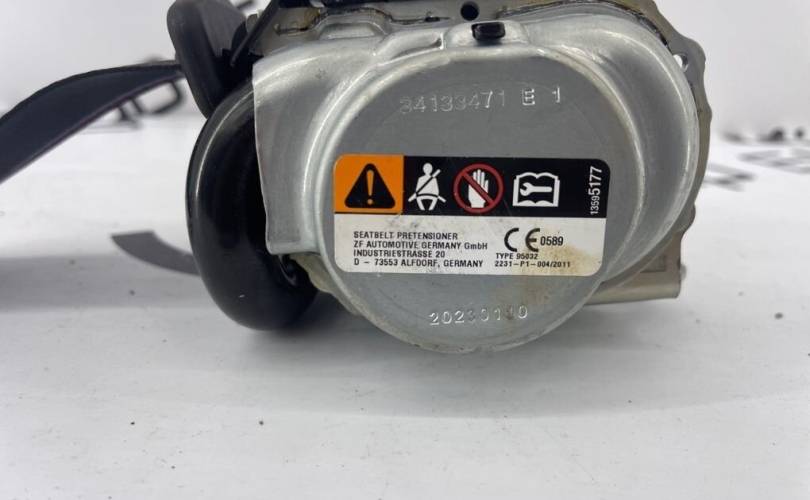 34133471 E 1
13595177
SEATBELT PRETENSIONER
ZF AUTOMOTIVE GERMANY GmbH
INDUSTRIESTRASSE 20
D - 73553 ALFDORF, GERMANY
CE 0589
TYPE 95032
2231-P1-004/2011